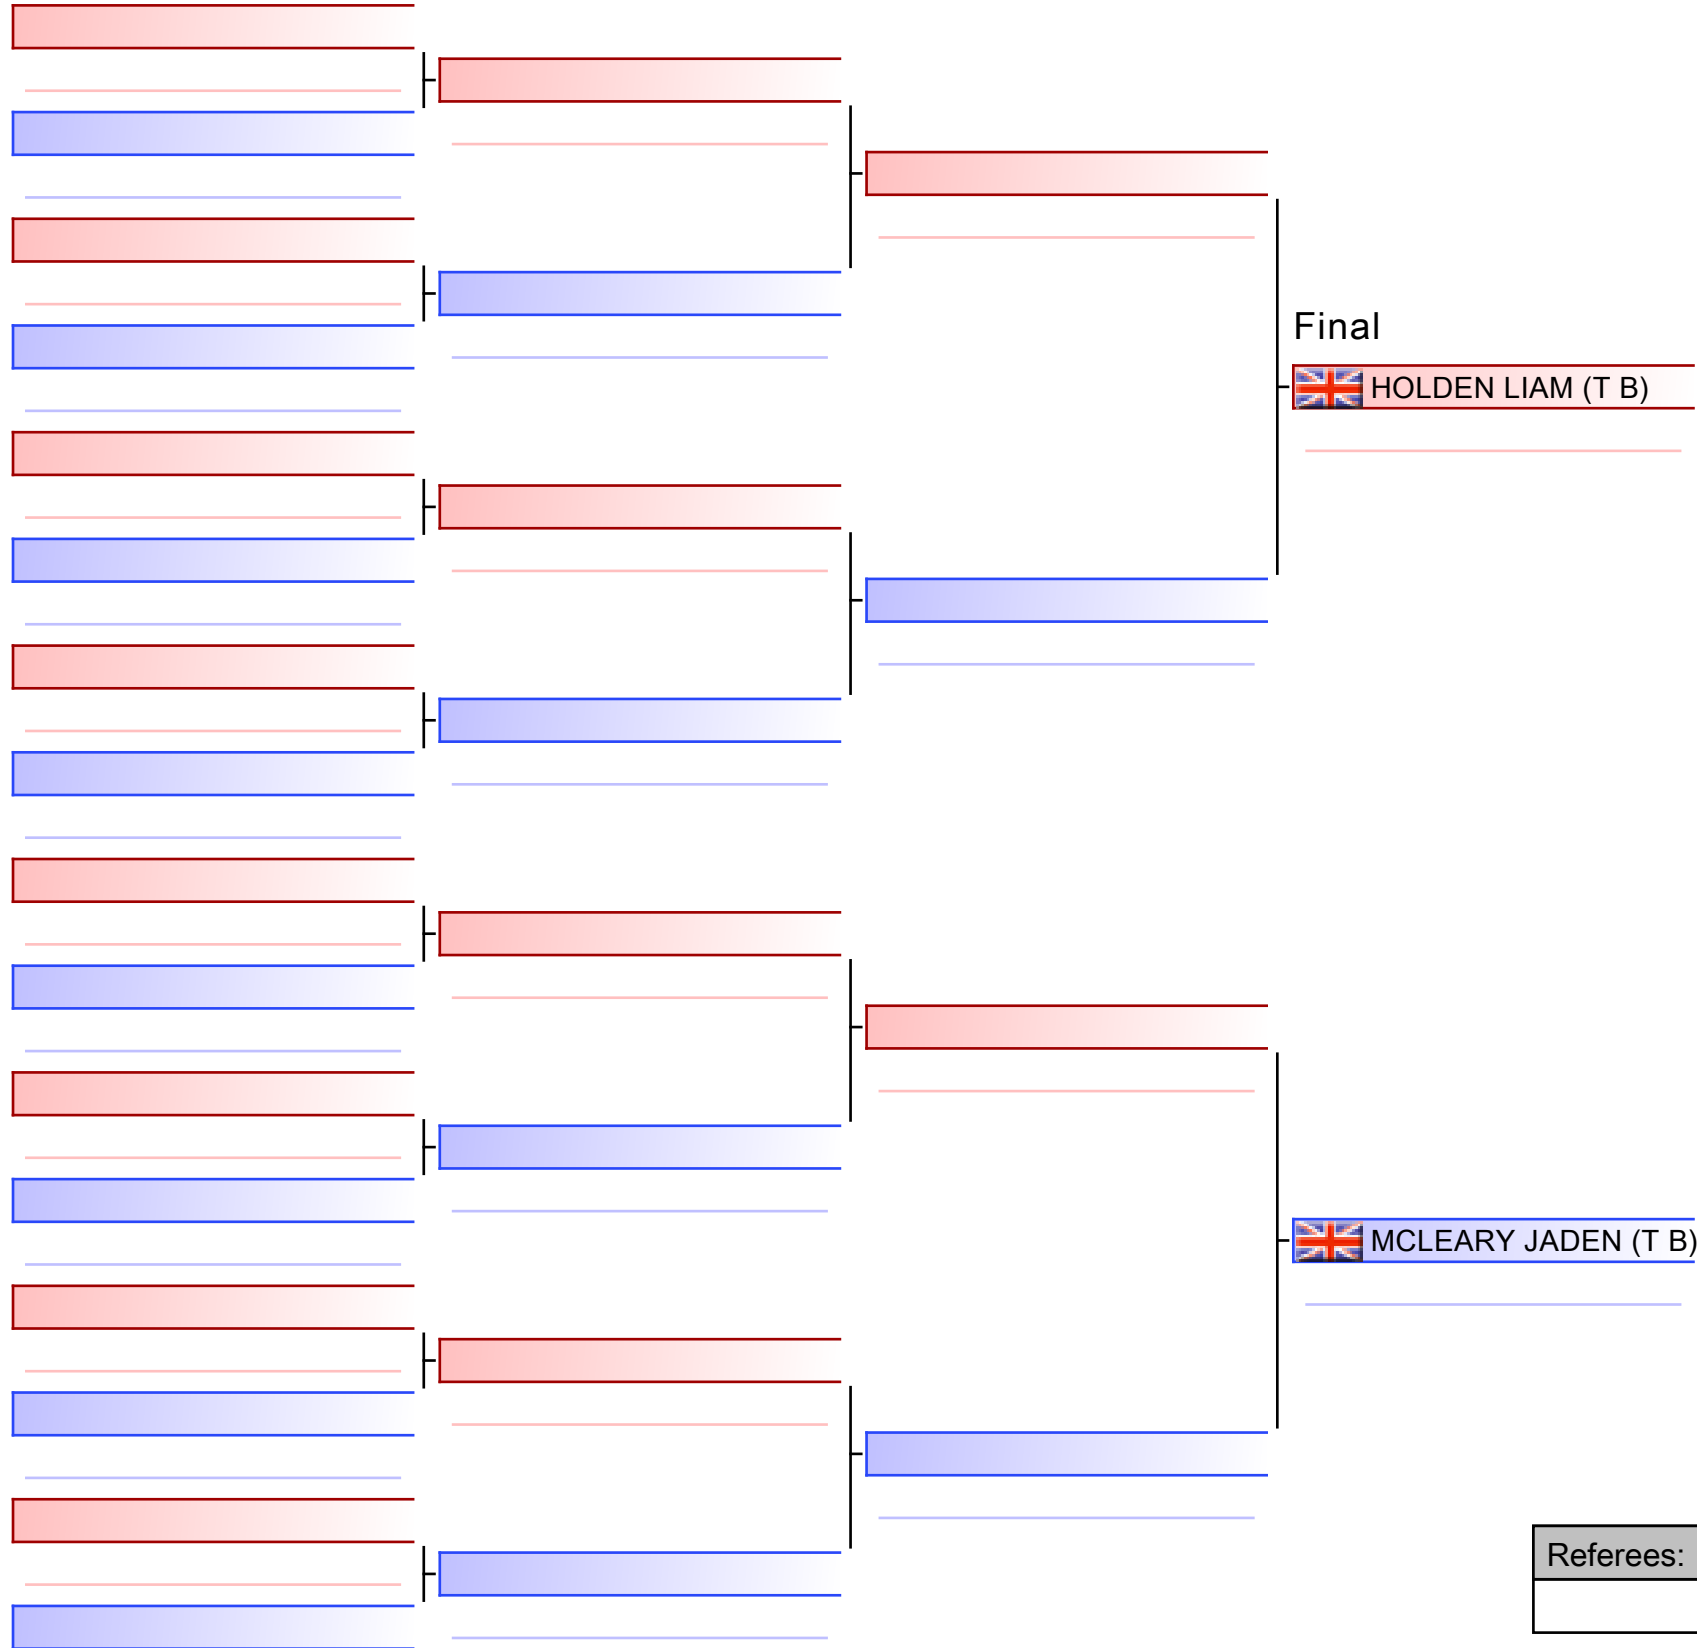 Final
HOLDEN LIAM (T B)
MCLEARY JADEN (T B)
Referees: